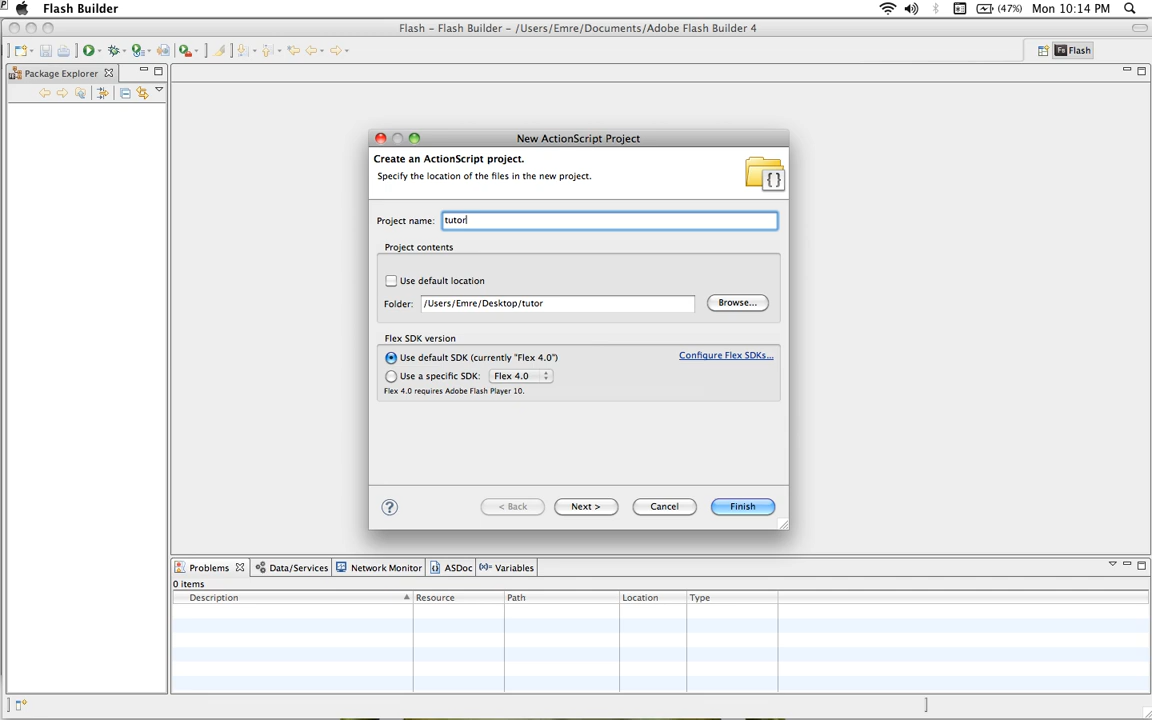 Flash Builder
(47%) Mon 10:14 PM
Flash – Flash Builder – /Users/Emre/Documents/Adobe Flash Builder 4
Fb Flash
Package Explorer
New ActionScript Project
Create an ActionScript project.
Specify the location of the files in the new project.
{}
Project name: tutor
Project contents
Use default location
Folder: /Users/Emre/Desktop/tutor Browse...
Flex SDK version
Use default SDK (currently "Flex 4.0") Configure Flex SDKs...
Use a specific SDK: Flex 4.0
Flex 4.0 requires Adobe Flash Player 10.
? < Back Next > Cancel Finish
Problems Data/Services Network Monitor ASDoc (x)= Variables
0 items
Description Resource Path Location Type